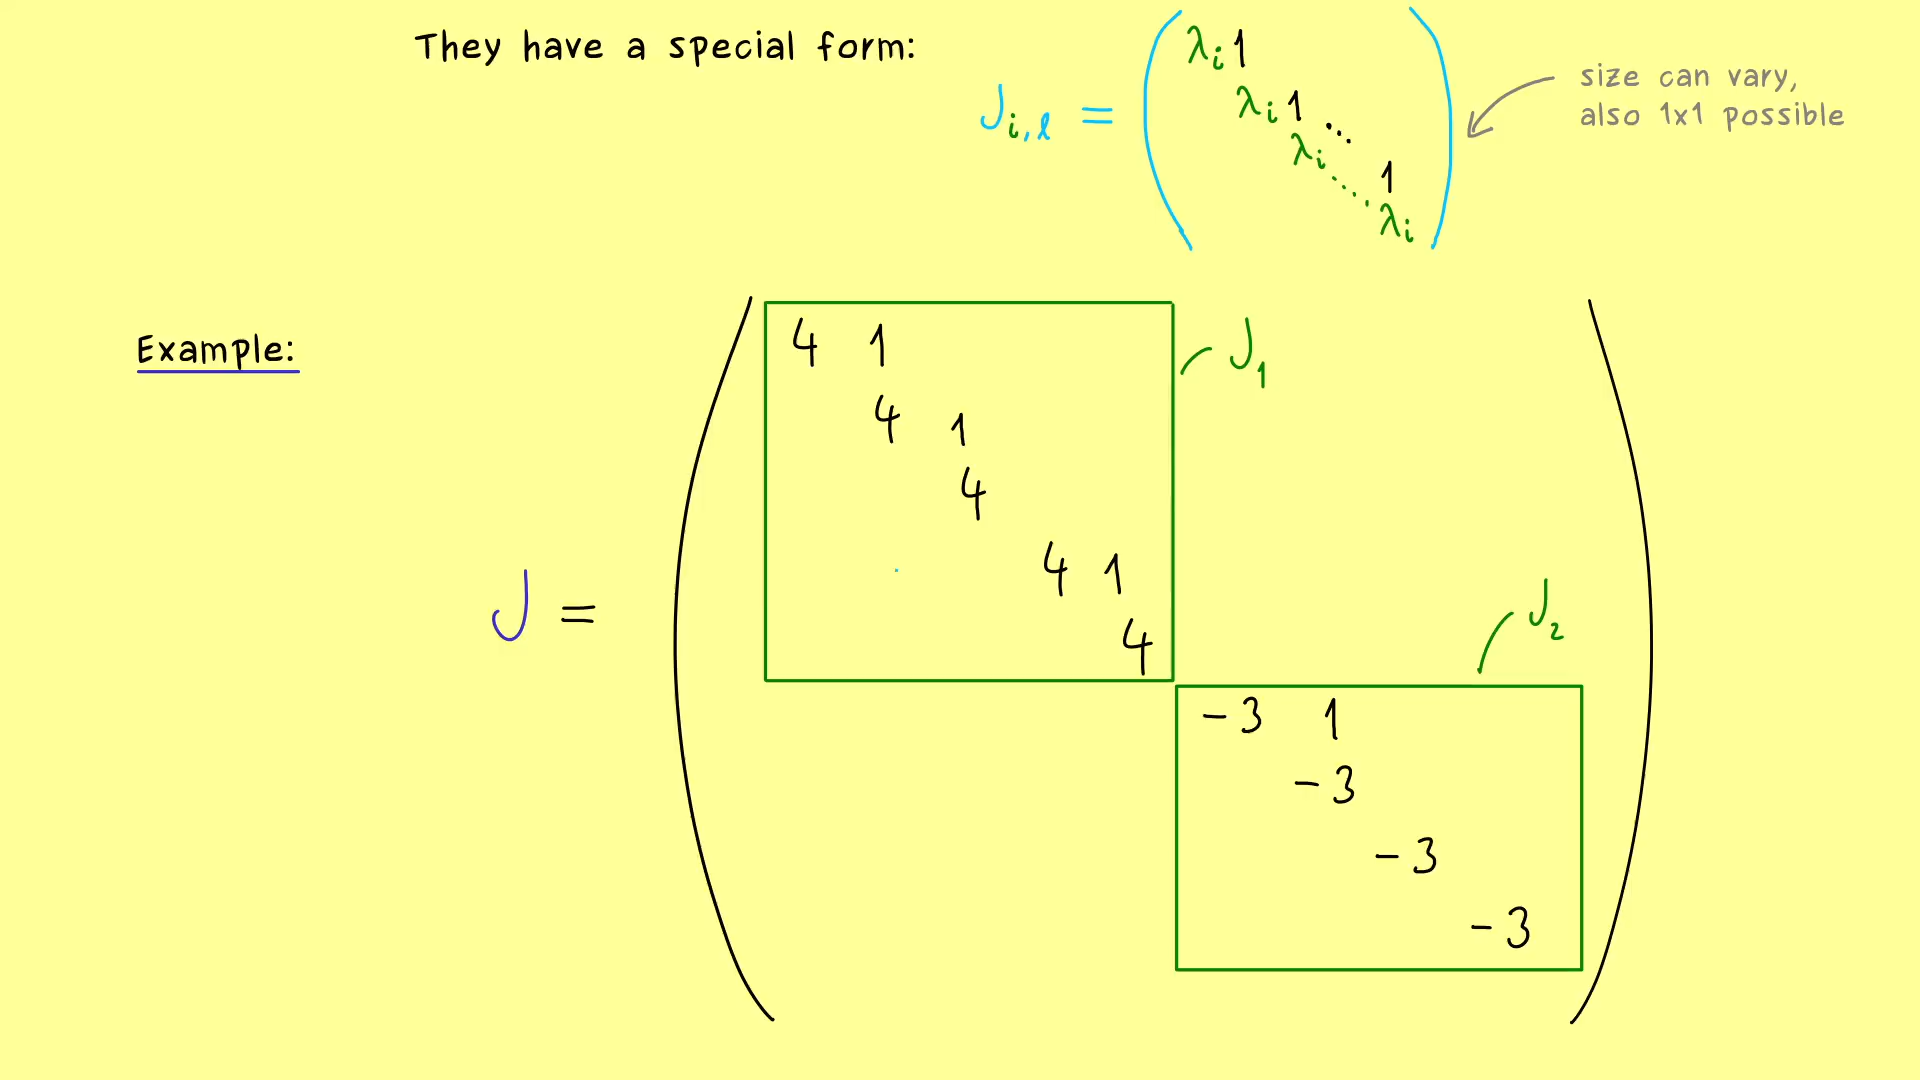 They have a special form:
J i,l = ( λi 1
λi 1 ⋱
λi ⋱ 1
λi )
size can vary,
also 1x1 possible
Example:
J =
4 1
4 1
4
4 1
4
J1
-3 1
-3
-3
-3
J2